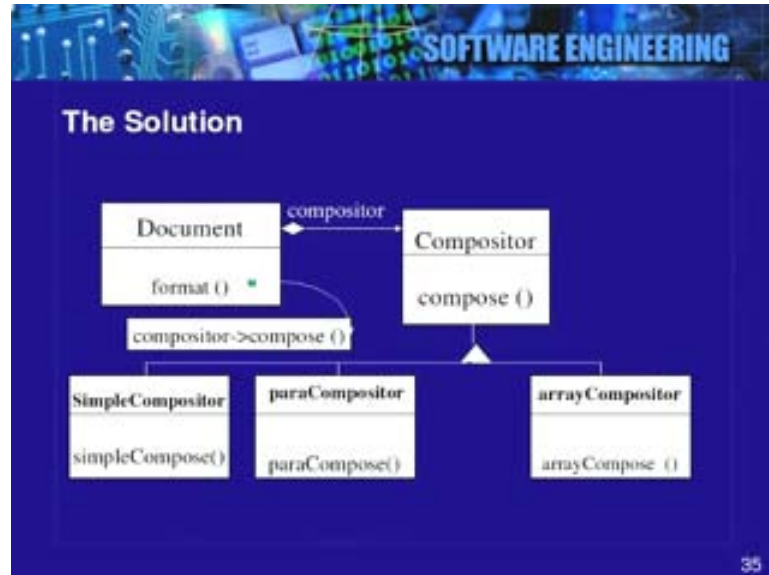 SOFTWARE ENGINEERING
The Solution
compositor
Document
Compositor
format ()
compose ()
compositor->compose ()
SimpleCompositor
paraCompositor
arrayCompositor
simpleCompose()
paraCompose()
arrayCompose ()
35